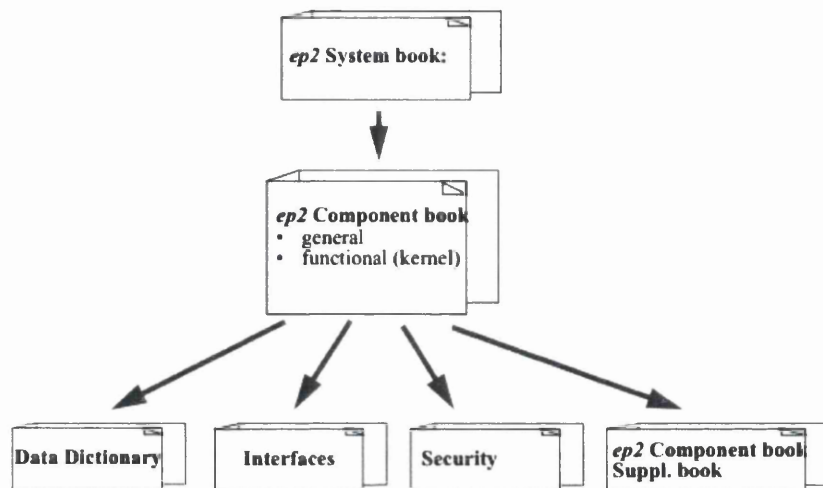 ep2 System book:
ep2 Component book
• general
• functional (kernel)
Data Dictionary
Interfaces
Security
ep2 Component book
Suppl. book